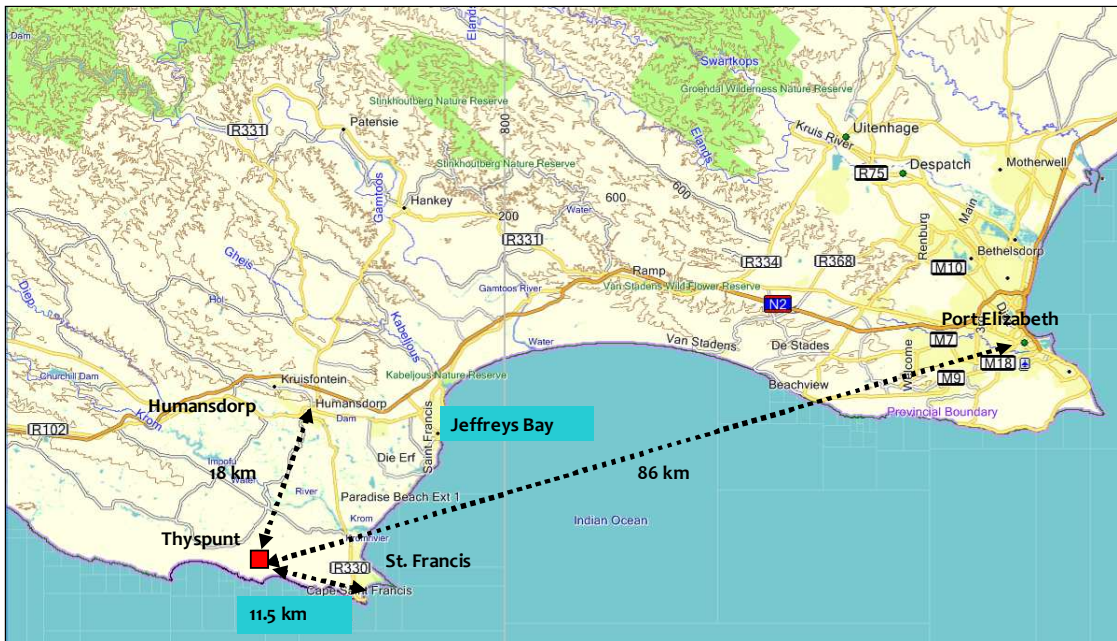 Dam
Elands
Swartkops
Stinkhoutberg Nature Reserve
Groendal Wilderness Nature Reserve
R331
Patensie
800
Elands
Kruis River
Uitenhage
Stinkhoutberg Nature Reserve
R75
Despatch
Motherwell
Gamtoos
Hankey
600
600
200
Water
Renburg
Main
R331
Bethelsdorp
Gheis
R334
R368
M10
Diep
Hol
Kabeljous
Gamtoos River
Ramp
Van Stadens Wild Flower Reserve
N2
Port Elizabeth
Water
Van Stadens
De Stades
M7
M18
Welcome
M9
Churchill Dam
Kruisfontein
Kabeljous Nature Reserve
Beachview
Provincial Boundary
Humansdorp
Humansdorp
Krom
Dam
Saint Francis
Jeffreys Bay
R102
Die Erf
Impofu
18 km
Water
86 km
River
Paradise Beach Ext 1
Krom
Indian Ocean
Thyspunt
St. Francis
R330
Cape Saint Francis
11.5 km